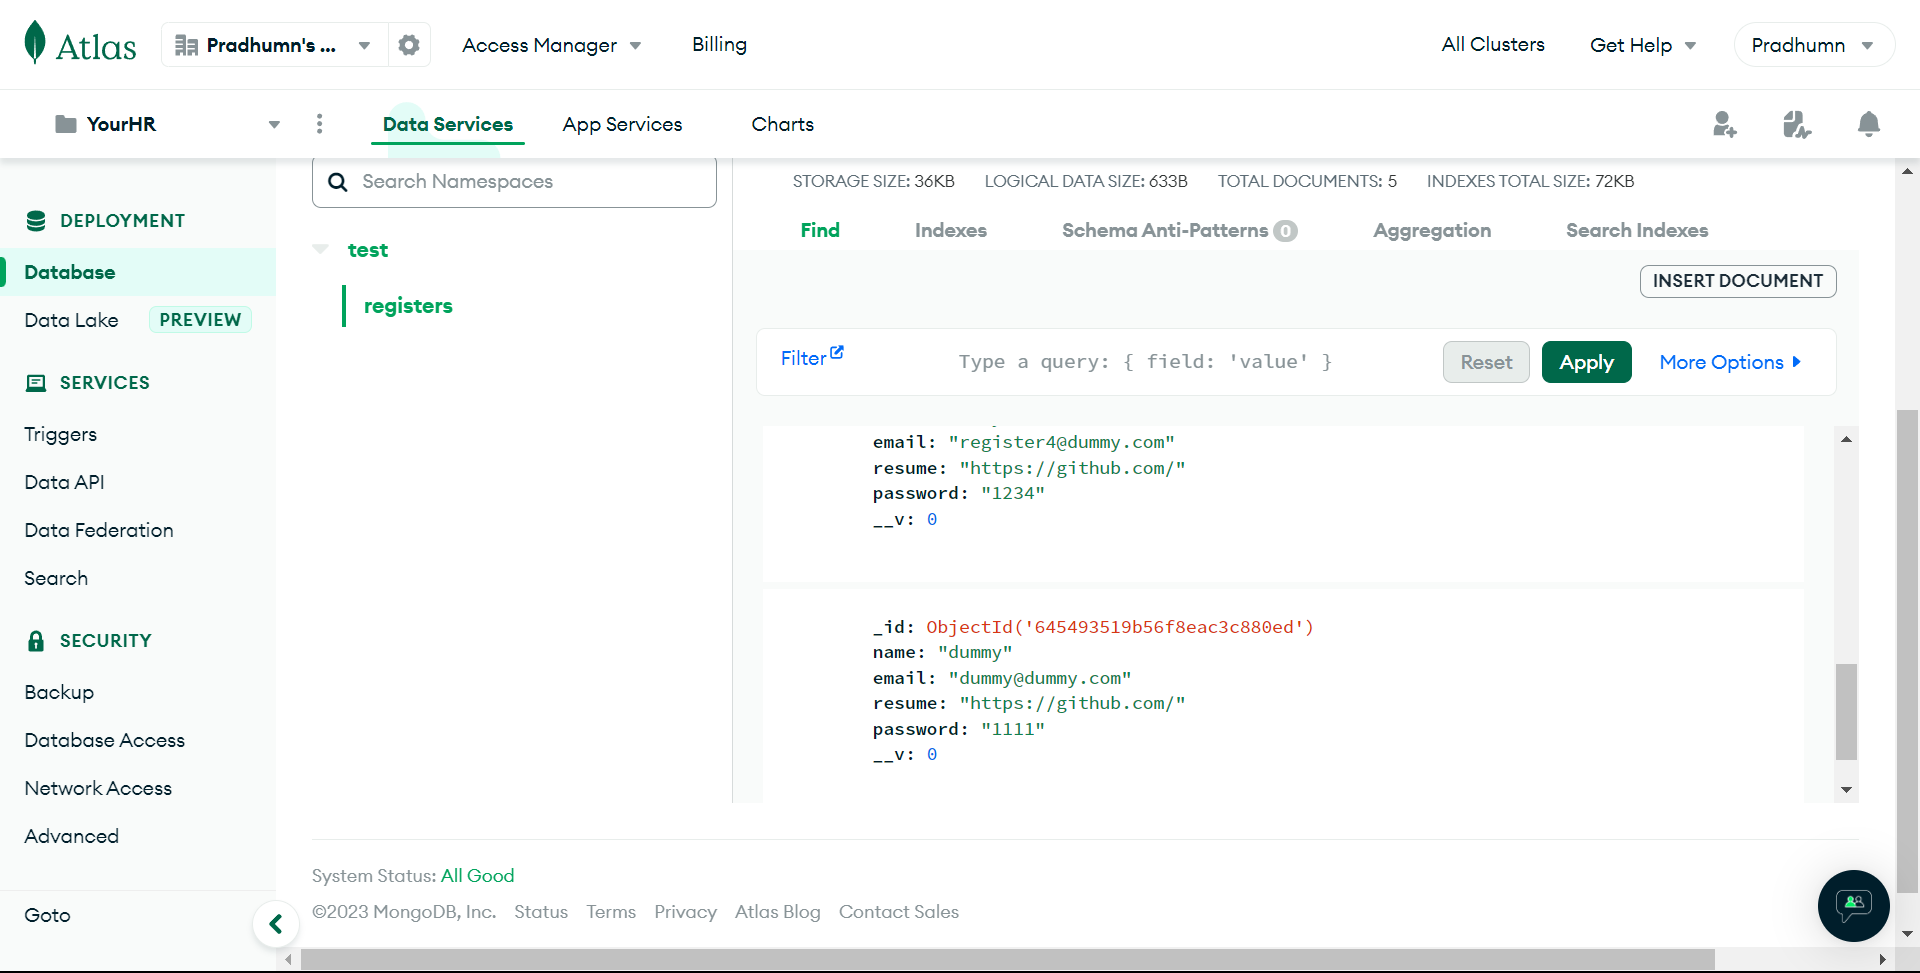 Atlas
Pradhumn's ...
Access Manager
Billing
All Clusters
Get Help
Pradhumn
YourHR
Data Services
App Services
Charts
DEPLOYMENT
Database
Data Lake PREVIEW
SERVICES
Triggers
Data API
Data Federation
Search
SECURITY
Backup
Database Access
Network Access
Advanced
Goto
Search Namespaces
test
registers
STORAGE SIZE: 36KB LOGICAL DATA SIZE: 633B TOTAL DOCUMENTS: 5 INDEXES TOTAL SIZE: 72KB
Find Indexes Schema Anti-Patterns 0 Aggregation Search Indexes
INSERT DOCUMENT
Filter Type a query: { field: 'value' } Reset Apply More Options
email: "register4@dummy.com"
resume: "https://github.com/"
password: "1234"
__v: 0
_id: ObjectId('645493519b56f8eac3c880ed')
name: "dummy"
email: "dummy@dummy.com"
resume: "https://github.com/"
password: "1111"
__v: 0
System Status: All Good
©2023 MongoDB, Inc. Status Terms Privacy Atlas Blog Contact Sales